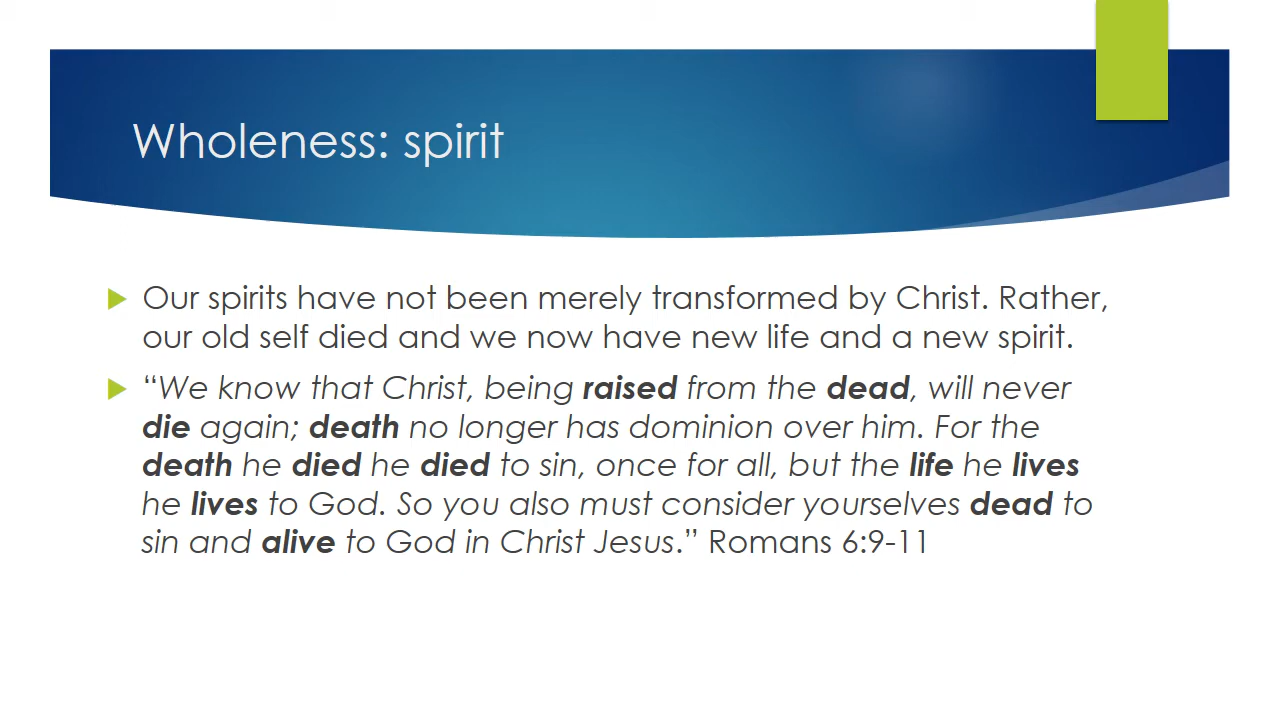 Wholeness: spirit
Our spirits have not been merely transformed by Christ. Rather,
our old self died and we now have new life and a new spirit.
“We know that Christ, being raised from the dead, will never
die again; death no longer has dominion over him. For the
death he died he died to sin, once for all, but the life he lives
he lives to God. So you also must consider yourselves dead to
sin and alive to God in Christ Jesus.” Romans 6:9-11